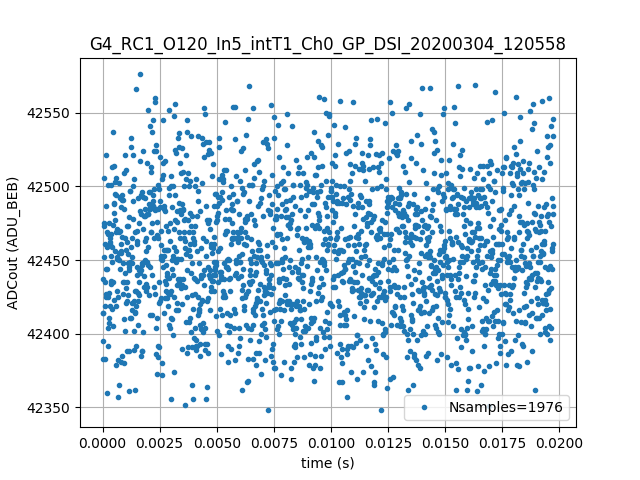 G4_RC1_O120_In5_intT1_Ch0_GP_DSI_20200304_120558
ADCout (ADU_BEB)
42550
42500
42450
42400
42350
Nsamples=1976
0.0000 0.0025 0.0050 0.0075 0.0100 0.0125 0.0150 0.0175 0.0200
time (s)